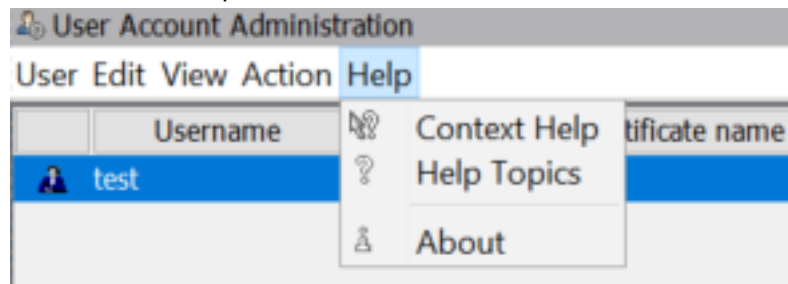 User Account Administration
User Edit View Action Help
Username tificate name
Context Help
test
Help Topics
About